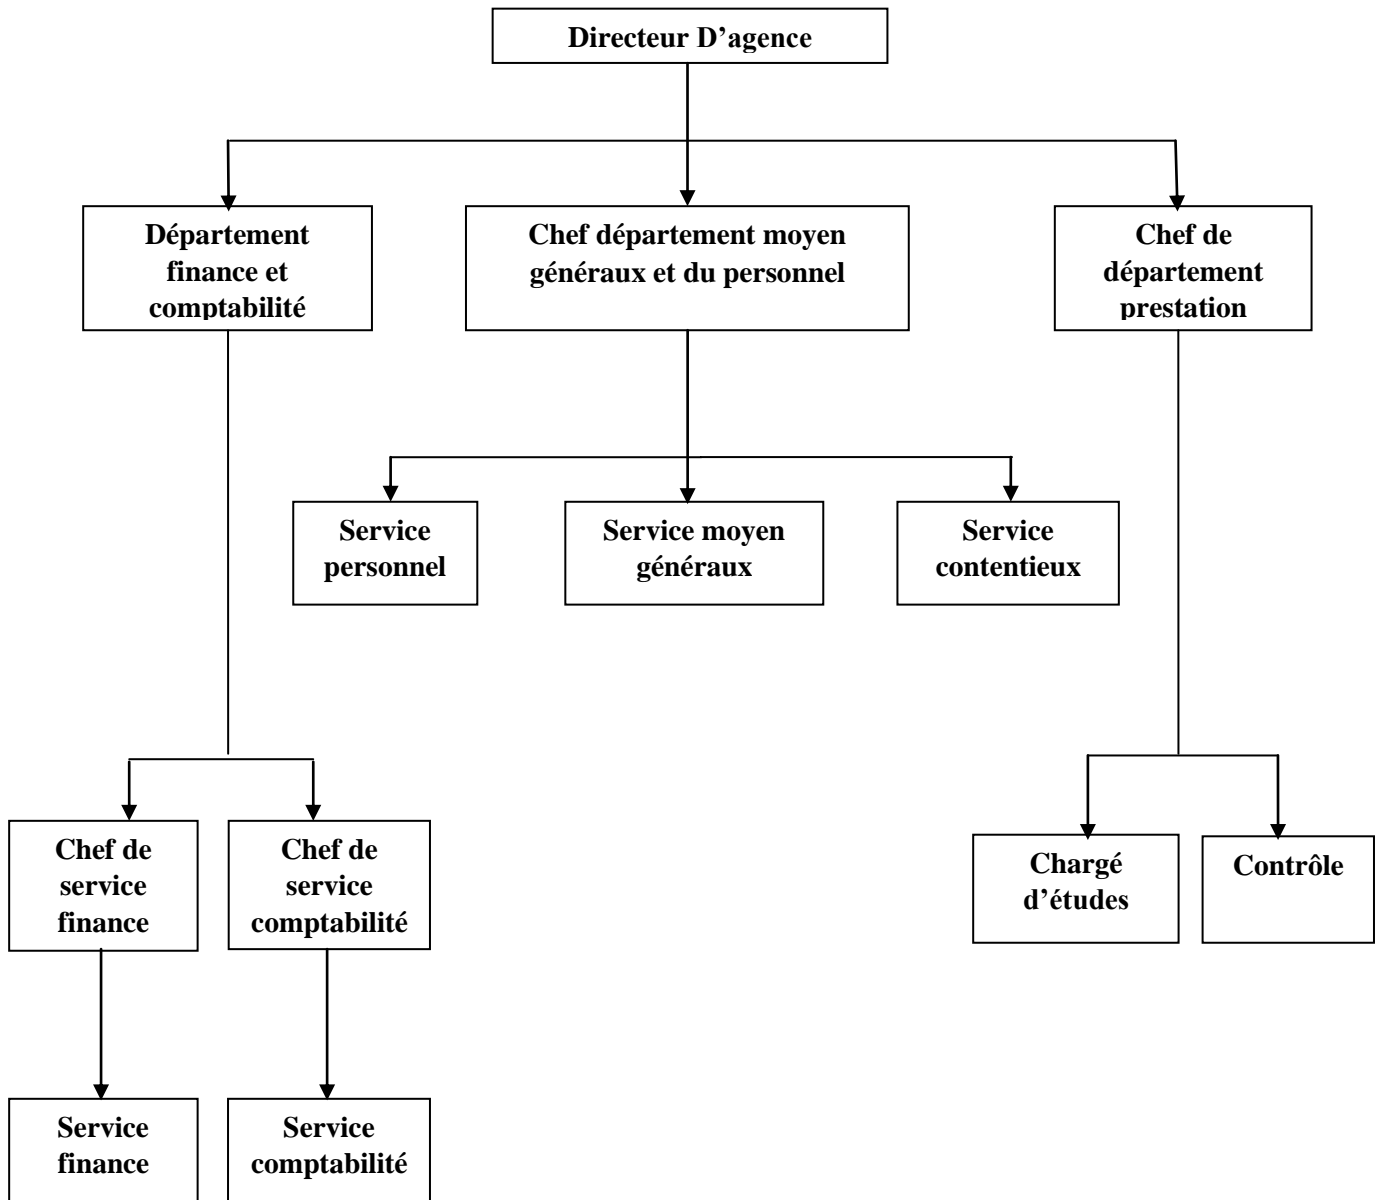 Directeur D’agence
Département
finance et
comptabilité
Chef département moyen
généraux et du personnel
Chef de
département
prestation
Service
personnel
Service moyen
généraux
Service
contentieux
Chef de
service
finance
Chef de
service
comptabilité
Chargé
d’études
Contrôle
Service
finance
Service
comptabilité